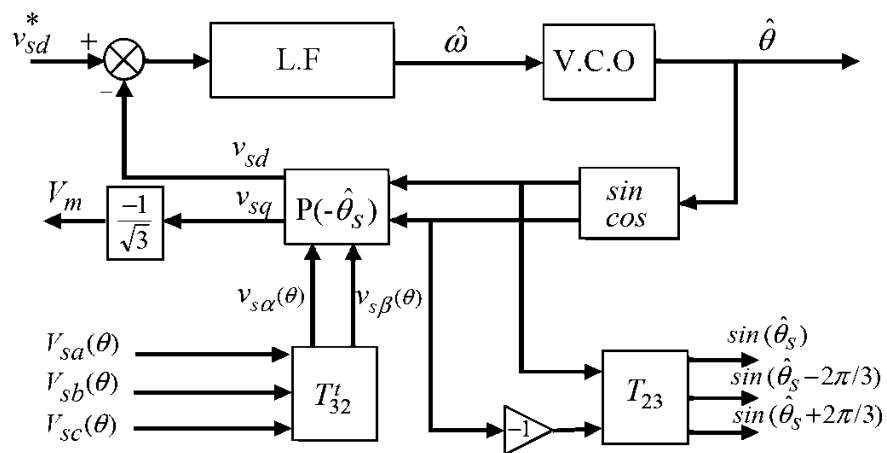 v*sd
+
−
L.F
ω̂
V.C.O
θ̂
vsd
Vm
−1/√3
vsq
P(-θ̂s)
sin
cos
vsα(θ)
vsβ(θ)
Vsa(θ)
Vsb(θ)
Vsc(θ)
Tt32
−1
T23
sin(θ̂s)
sin(θ̂s−2π/3)
sin(θ̂s+2π/3)